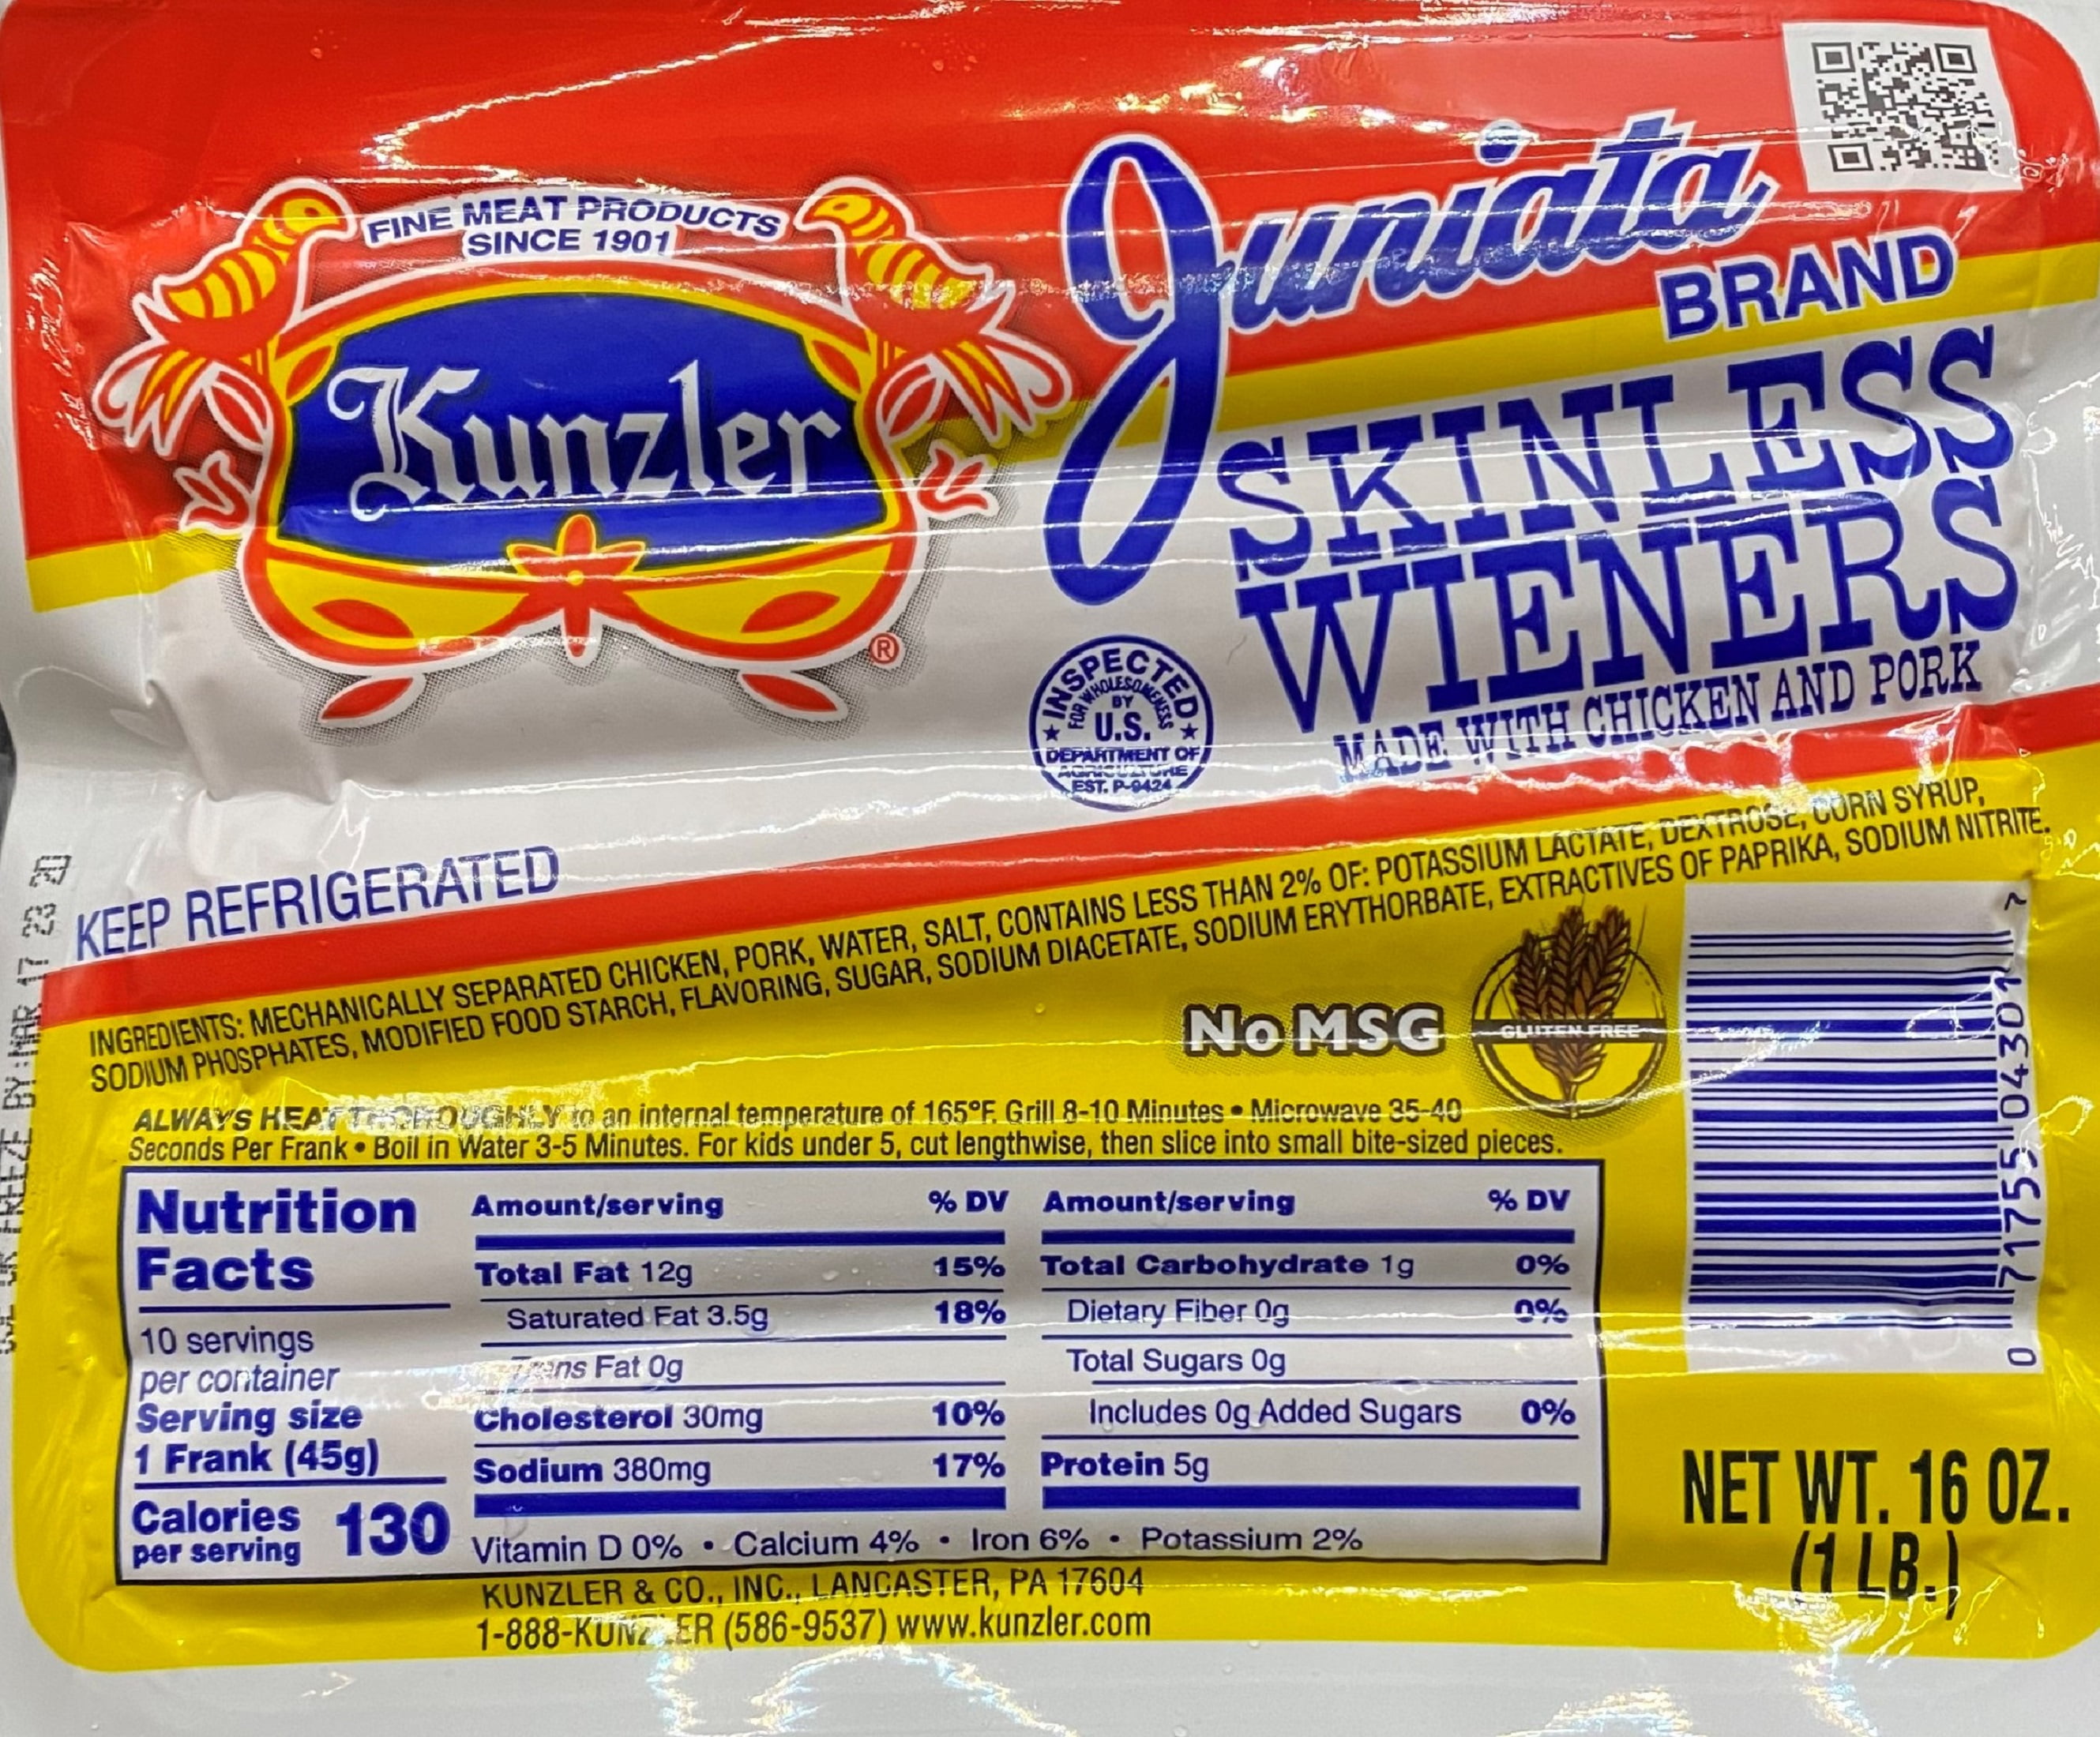 FINE MEAT PRODUCTS
SINCE 1901
Kunzler
®
Juniata
BRAND
SKINLESS
WIENERS
MADE WITH CHICKEN AND PORK
INSPECTED
FOR WHOLESOMENESS
BY
U.S.
DEPARTMENT OF
AGRICULTURE
EST. P-9424
KEEP REFRIGERATED
INGREDIENTS: MECHANICALLY SEPARATED CHICKEN, PORK, WATER, SALT, CONTAINS LESS THAN 2% OF: POTASSIUM LACTATE, DEXTROSE, CORN SYRUP,
SODIUM PHOSPHATES, MODIFIED FOOD STARCH, FLAVORING, SUGAR, SODIUM DIACETATE, SODIUM ERYTHORBATE, EXTRACTIVES OF PAPRIKA, SODIUM NITRITE.
No MSG
GLUTEN FREE
ALWAYS HEAT THOROUGHLY to an internal temperature of 165°F. Grill 8-10 Minutes • Microwave 35-40
Seconds Per Frank • Boil in Water 3-5 Minutes. For kids under 5, cut lengthwise, then slice into small bite-sized pieces.
Nutrition
Facts
10 servings
per container
Serving size
1 Frank (45g)
Calories
per serving 130
Amount/serving % DV
Total Fat 12g 15%
Saturated Fat 3.5g 18%
Trans Fat 0g
Cholesterol 30mg 10%
Sodium 380mg 17%
Amount/serving % DV
Total Carbohydrate 1g 0%
Dietary Fiber 0g 0%
Total Sugars 0g
Includes 0g Added Sugars 0%
Protein 5g
Vitamin D 0% • Calcium 4% • Iron 6% • Potassium 2%
KUNZLER & CO., INC., LANCASTER, PA 17604
1-888-KUNZLER (586-9537) www.kunzler.com
0 71755 04301 7
NET WT. 16 OZ.
(1 LB.)
OR FREEZE BY: MAR 17 23